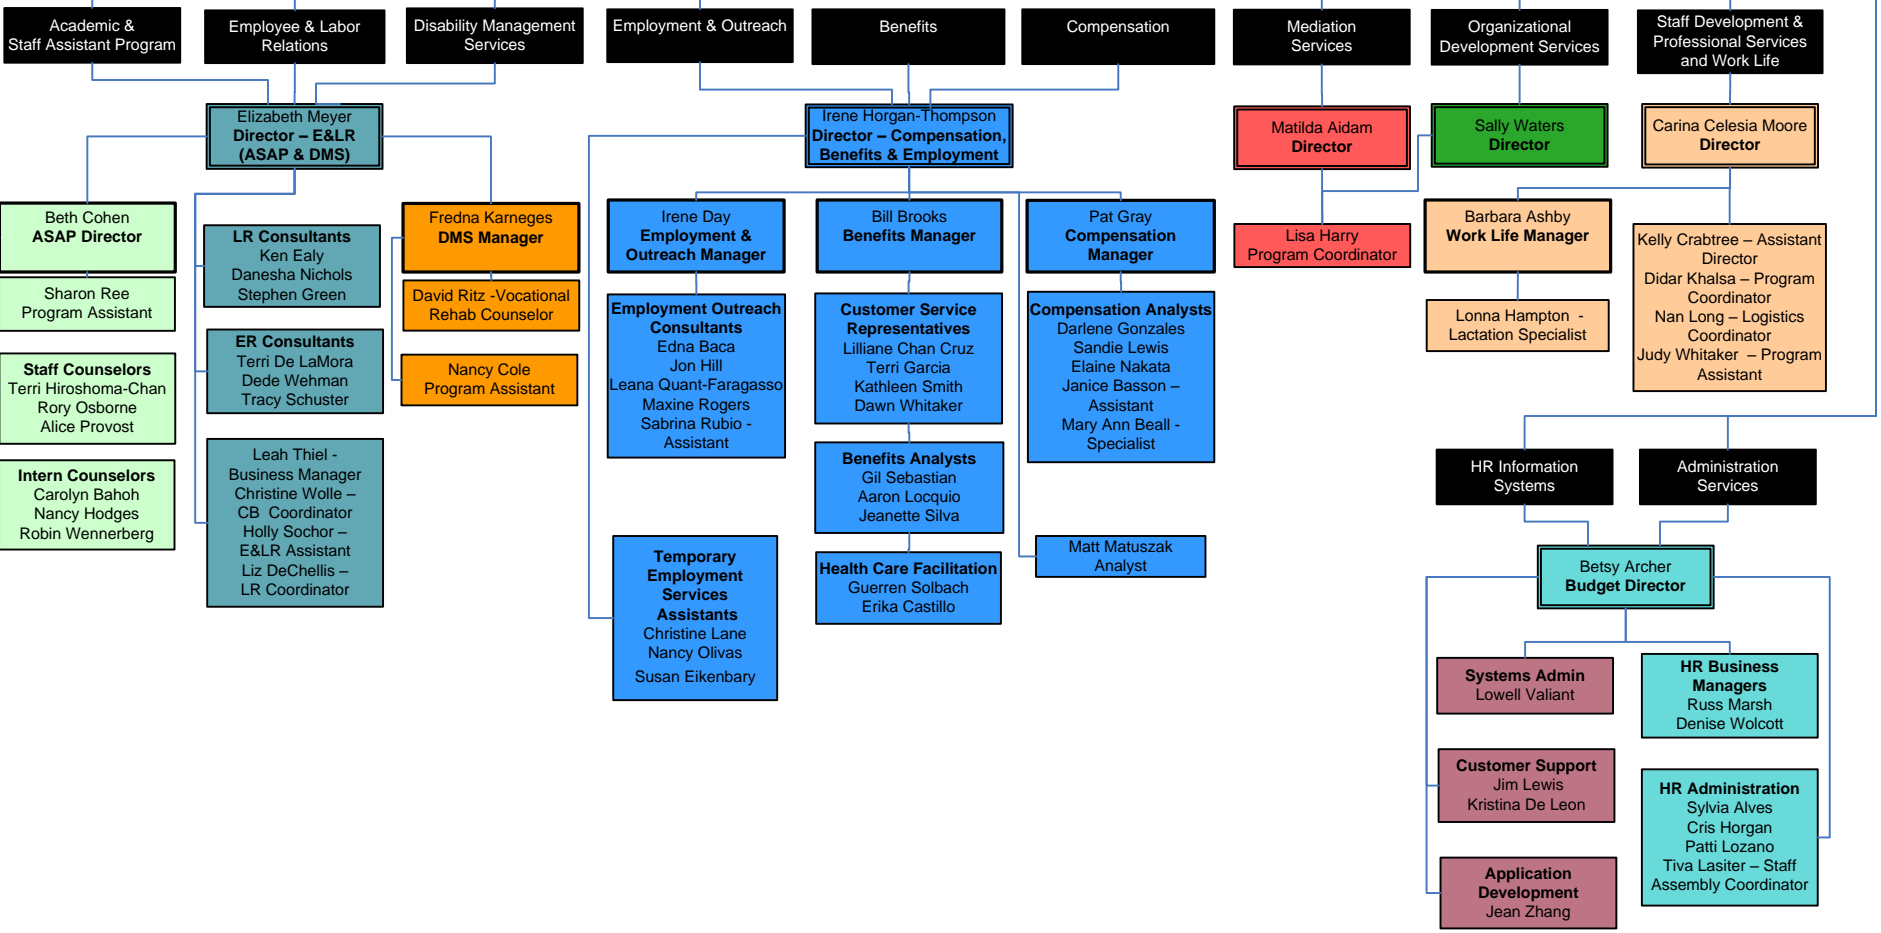 Academic &
Staff Assistant Program
Employee & Labor
Relations
Disability Management
Services
Employment & Outreach
Benefits
Compensation
Mediation
Services
Organizational
Development Services
Staff Development &
Professional Services
and Work Life
Elizabeth Meyer
Director – E&LR
(ASAP & DMS)
Irene Horgan-Thompson
Director – Compensation,
Benefits & Employment
Matilda Aidam
Director
Sally Waters
Director
Carina Celesia Moore
Director
Beth Cohen
ASAP Director
Sharon Ree
Program Assistant
Staff Counselors
Terri Hiroshoma-Chan
Rory Osborne
Alice Provost
Intern Counselors
Carolyn Bahoh
Nancy Hodges
Robin Wennerberg
LR Consultants
Ken Ealy
Danesha Nichols
Stephen Green
ER Consultants
Terri De LaMora
Dede Wehman
Tracy Schuster
Leah Thiel -
Business Manager
Christine Wolle –
CB  Coordinator
Holly Sochor –
E&LR Assistant
Liz DeChellis –
LR Coordinator
Fredna Karneges
DMS Manager
David Ritz -Vocational
Rehab Counselor
Nancy Cole
Program Assistant
Irene Day
Employment &
Outreach Manager
Employment Outreach
Consultants
Edna Baca
Jon Hill
Leana Quant-Faragasso
Maxine Rogers
Sabrina Rubio -
Assistant
Temporary
Employment
Services
Assistants
Christine Lane
Nancy Olivas
Susan Eikenbary
Bill Brooks
Benefits Manager
Customer Service
Representatives
Lilliane Chan Cruz
Terri Garcia
Kathleen Smith
Dawn Whitaker
Benefits Analysts
Gil Sebastian
Aaron Locquio
Jeanette Silva
Health Care Facilitation
Guerren Solbach
Erika Castillo
Pat Gray
Compensation
Manager
Compensation Analysts
Darlene Gonzales
Sandie Lewis
Elaine Nakata
Janice Basson –
Assistant
Mary Ann Beall -
Specialist
Matt Matuszak
Analyst
Lisa Harry
Program Coordinator
Barbara Ashby
Work Life Manager
Lonna Hampton  -
Lactation Specialist
Kelly Crabtree – Assistant
Director
Didar Khalsa – Program
Coordinator
Nan Long – Logistics
Coordinator
Judy Whitaker  – Program
Assistant
HR Information
Systems
Administration
Services
Betsy Archer
Budget Director
Systems Admin
Lowell Valiant
Customer Support
Jim Lewis
Kristina De Leon
Application
Development
Jean Zhang
HR Business
Managers
Russ Marsh
Denise Wolcott
HR Administration
Sylvia Alves
Cris Horgan
Patti Lozano
Tiva Lasiter – Staff
Assembly Coordinator